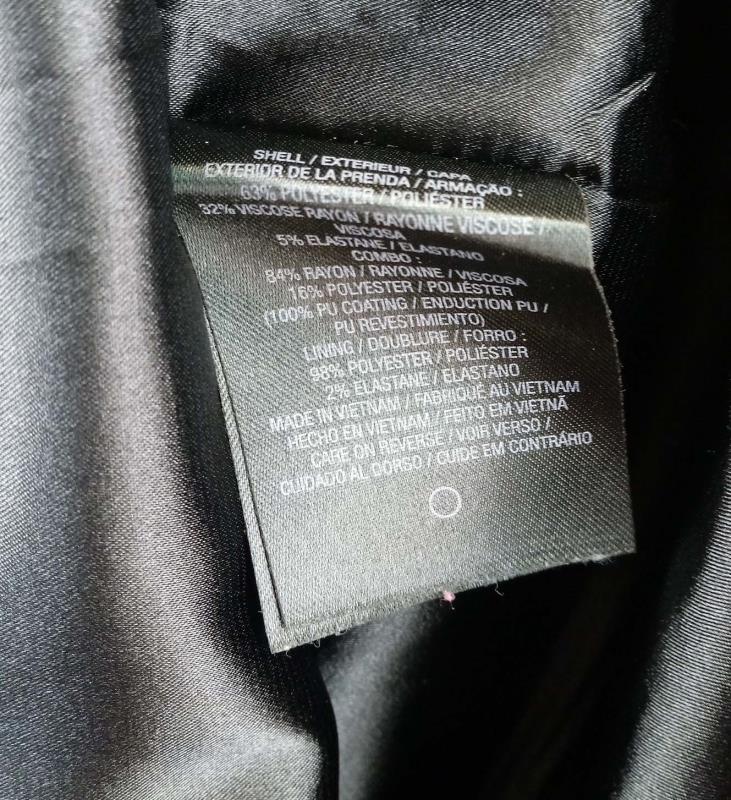 SHELL / EXTERIEUR / CAPA
EXTERIOR DE LA PRENDA / ARMAÇÃO :
63% POLYESTER / POLIÉSTER
32% VISCOSE RAYON / RAYONNE VISCOSE /
VISCOSA
5% ELASTANE / ELASTANO
COMBO :
84% RAYON / RAYONNE / VISCOSA
16% POLYESTER / POLIÉSTER
(100% PU COATING / ENDUCTION PU /
PU REVESTIMIENTO)
LINING / DOUBLURE / FORRO :
98% POLYESTER / POLIÉSTER
2% ELASTANE / ELASTANO
MADE IN VIETNAM / FABRIQUÉ AU VIETNAM
HECHO EN VIETNAM / FEITO EM VIETNÃ
CARE ON REVERSE / VOIR VERSO /
CUIDADO AL DORSO / CUIDE EM CONTRÁRIO